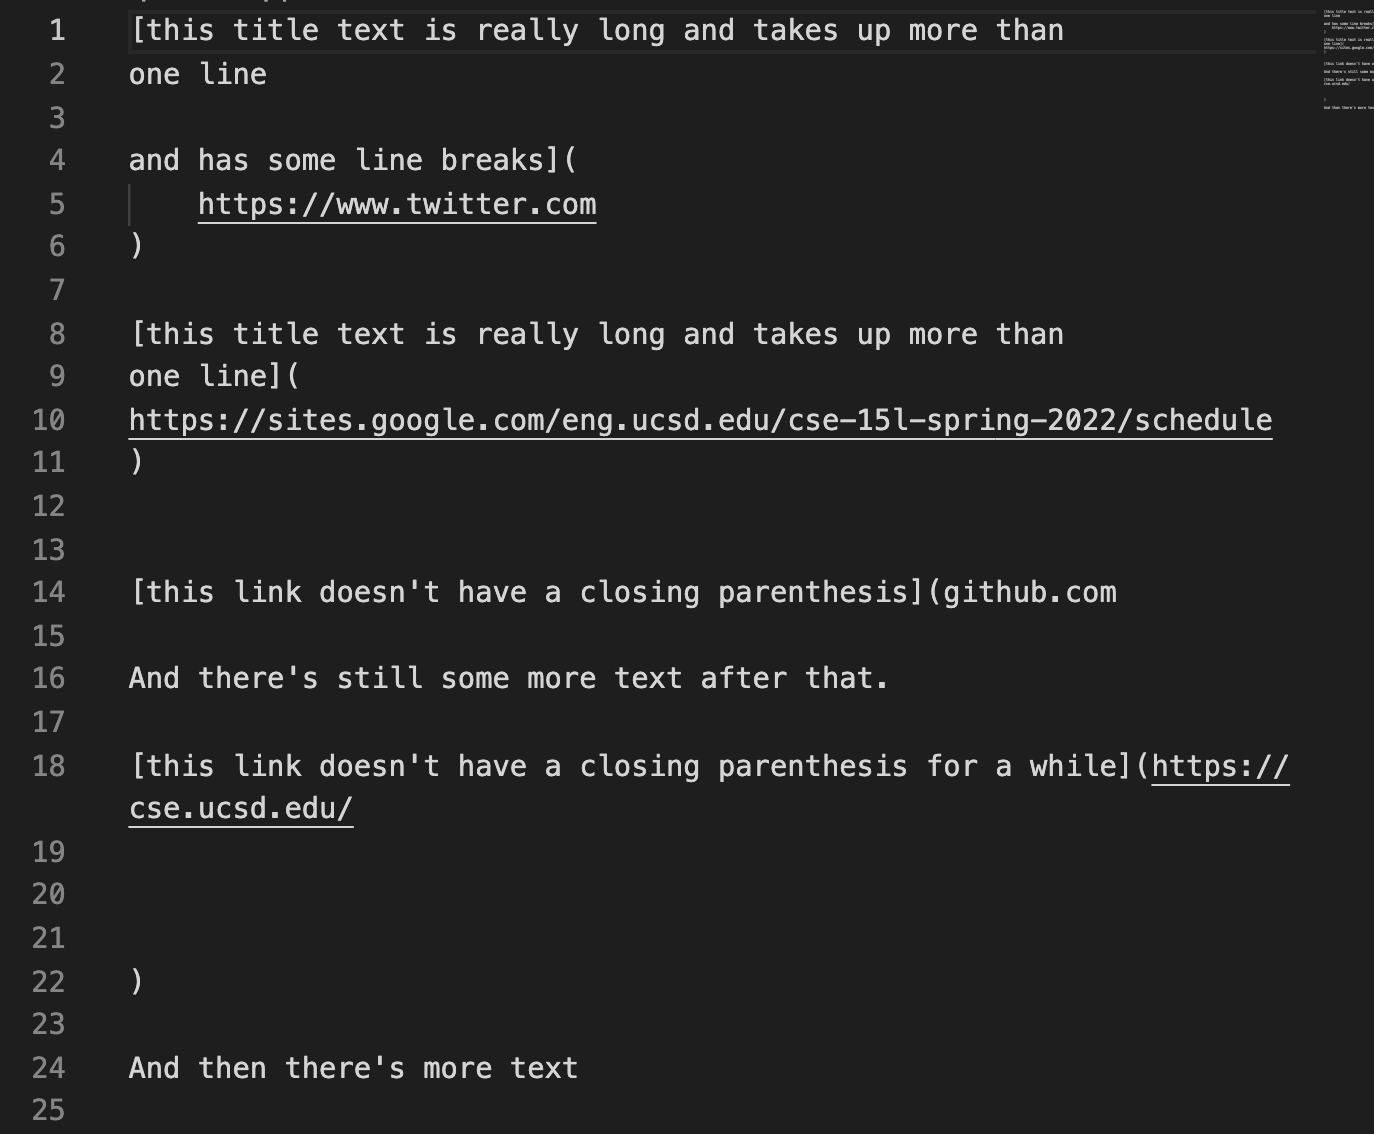 1 [this title text is really long and takes up more than
2 one line
3
4 and has some line breaks](
5 https://www.twitter.com
6 )
7
8 [this title text is really long and takes up more than
9 one line](
10 https://sites.google.com/eng.ucsd.edu/cse-15l-spring-2022/schedule
11 )
12
13
14 [this link doesn't have a closing parenthesis](github.com
15
16 And there's still some more text after that.
17
18 [this link doesn't have a closing parenthesis for a while](https://
cse.ucsd.edu/
19
20
21
22 )
23
24 And then there's more text
25